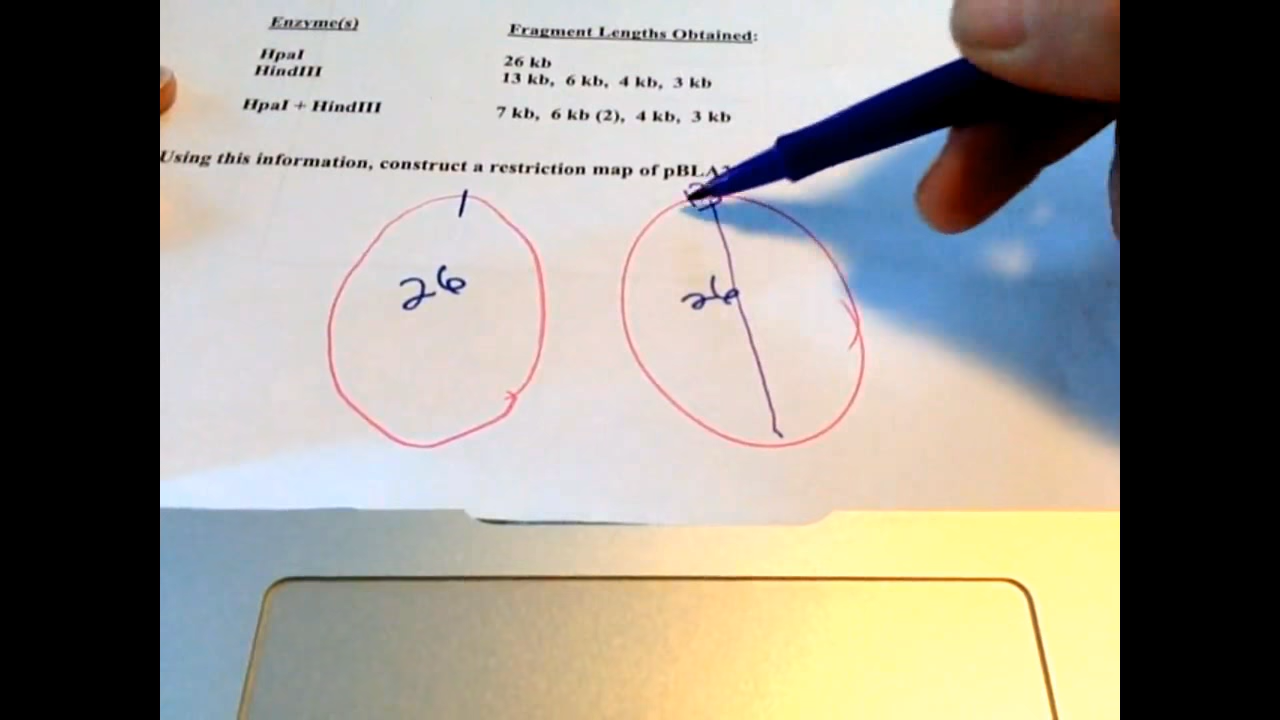 Enzyme(s) Fragment Lengths Obtained:
HpaI 26 kb
HindIII 13 kb, 6 kb, 4 kb, 3 kb
HpaI + HindIII 7 kb, 6 kb (2), 4 kb, 3 kb
Using this information, construct a restriction map of
26 26